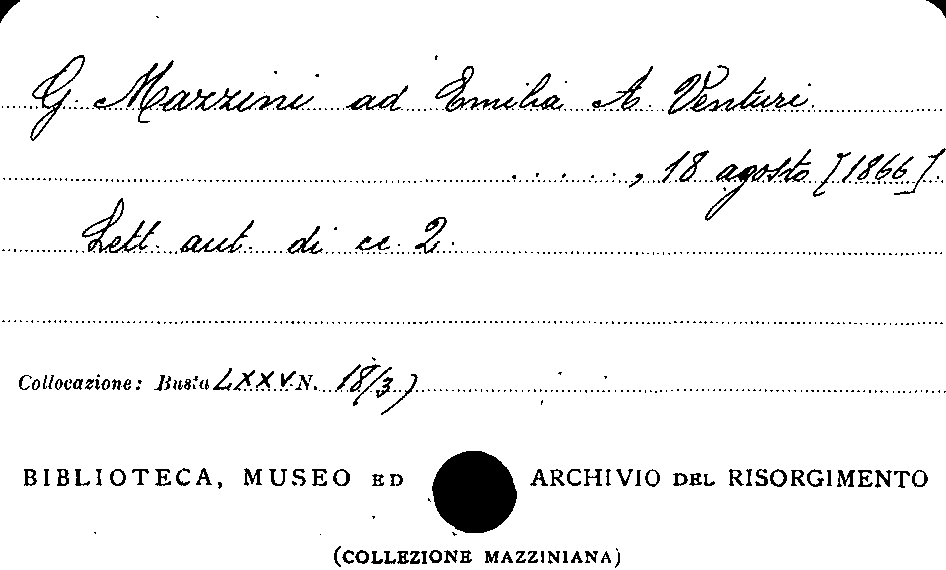 G. Mazzini ad Emilia A. Venturi.
....., 18 agosto [1866].
Lett. aut. di cc. 2.
Collocazione: Busta LXXV N. 18/3)
BIBLIOTECA, MUSEO ED ARCHIVIO DEL RISORGIMENTO
(COLLEZIONE MAZZINIANA)